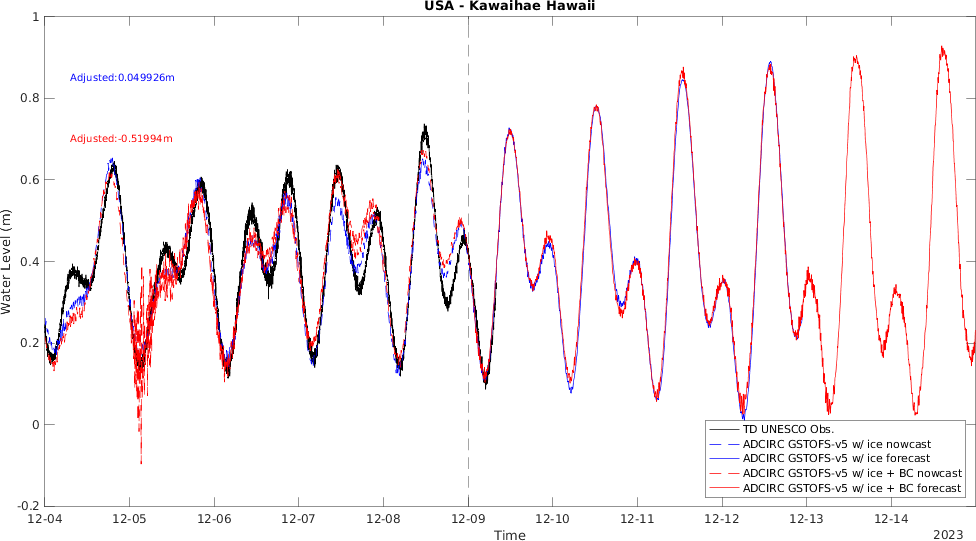 USA - Kawaihae Hawaii
Water Level (m)
1
0.8
0.6
0.4
0.2
0
-0.2
Adjusted:0.049926m
Adjusted:-0.51994m
TD UNESCO Obs.
ADCIRC GSTOFS-v5 w/ ice nowcast
ADCIRC GSTOFS-v5 w/ ice forecast
ADCIRC GSTOFS-v5 w/ ice + BC nowcast
ADCIRC GSTOFS-v5 w/ ice + BC forecast
12-04 12-05 12-06 12-07 12-08 12-09 12-10 12-11 12-12 12-13 12-14
Time
2023